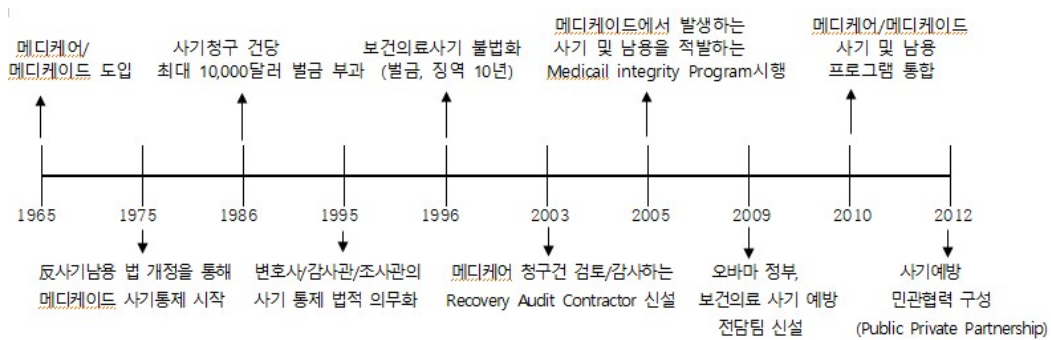 메디케어/
메디케이드 도입
사기청구 건당
최대 10,000달러 벌금 부과
보건의료사기 불법화
(벌금, 징역 10년)
메디케이드에서 발생하는
사기 및 남용을 적발하는
Medicail integrity Program시행
메디케어/메디케이드
사기 및 남용
프로그램 통합
1965 1975 1986 1995 1996 2003 2005 2009 2010 2012
反사기남용 법 개정을 통해
메디케이드 사기통제 시작
변호사/감사관/조사관의
사기 통제 법적 의무화
메디케어 청구건 검토/감사하는
Recovery Audit Contractor 신설
오바마 정부,
보건의료 사기 예방
전담팀 신설
사기예방
민관협력 구성
(Public Private Partnership)